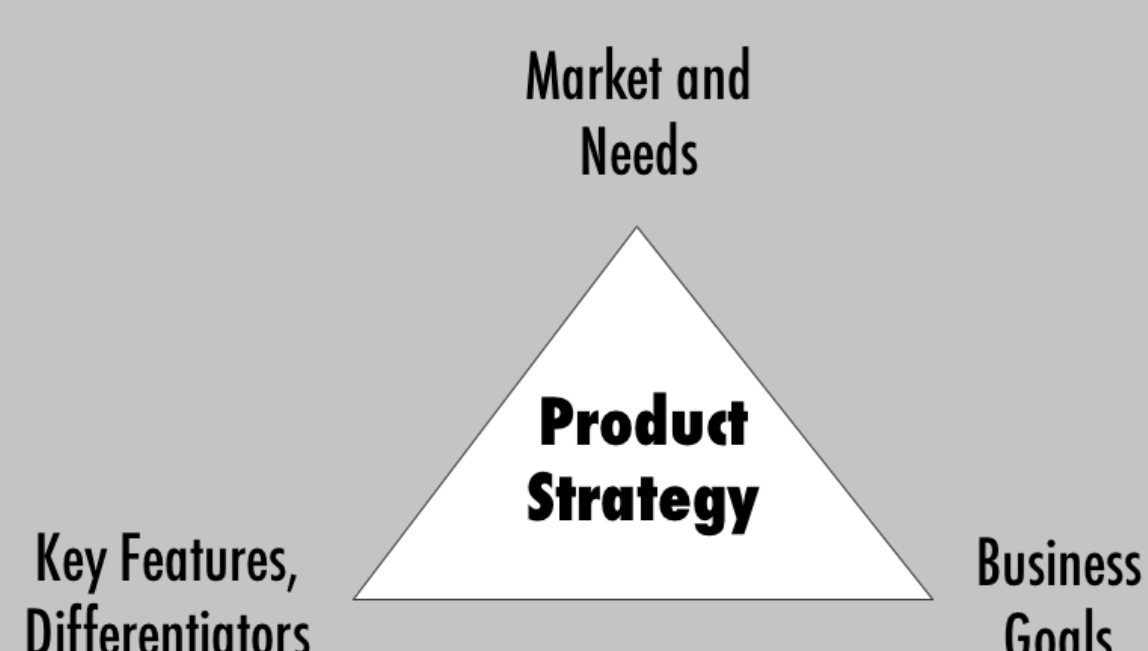 Market and
Needs
Product
Strategy
Key Features,
Differentiators
Business
Goals